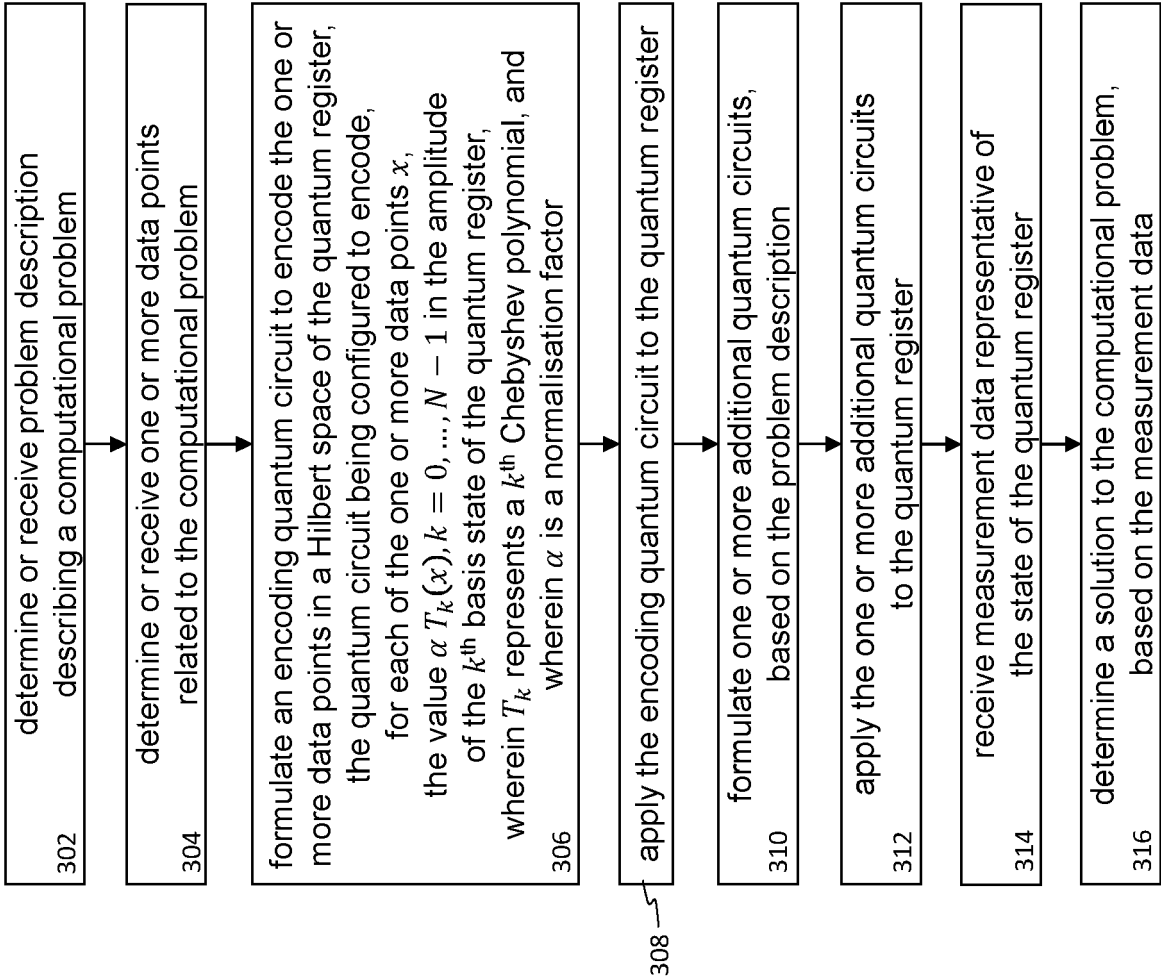 determine or receive problem description
describing a computational problem
302
determine or receive one or more data points
related to the computational problem
304
formulate an encoding quantum circuit to encode the one or
more data points in a Hilbert space of the quantum register,
the quantum circuit being configured to encode,
for each of the one or more data points x,
the value α T_k(x), k = 0, ..., N − 1 in the amplitude
of the kth basis state of the quantum register,
wherein T_k represents a kth Chebyshev polynomial, and
wherein α is a normalisation factor
306
308
apply the encoding quantum circuit to the quantum register
formulate one or more additional quantum circuits,
based on the problem description
310
apply the one or more additional quantum circuits
to the quantum register
312
receive measurement data representative of
the state of the quantum register
314
determine a solution to the computational problem,
based on the measurement data
316